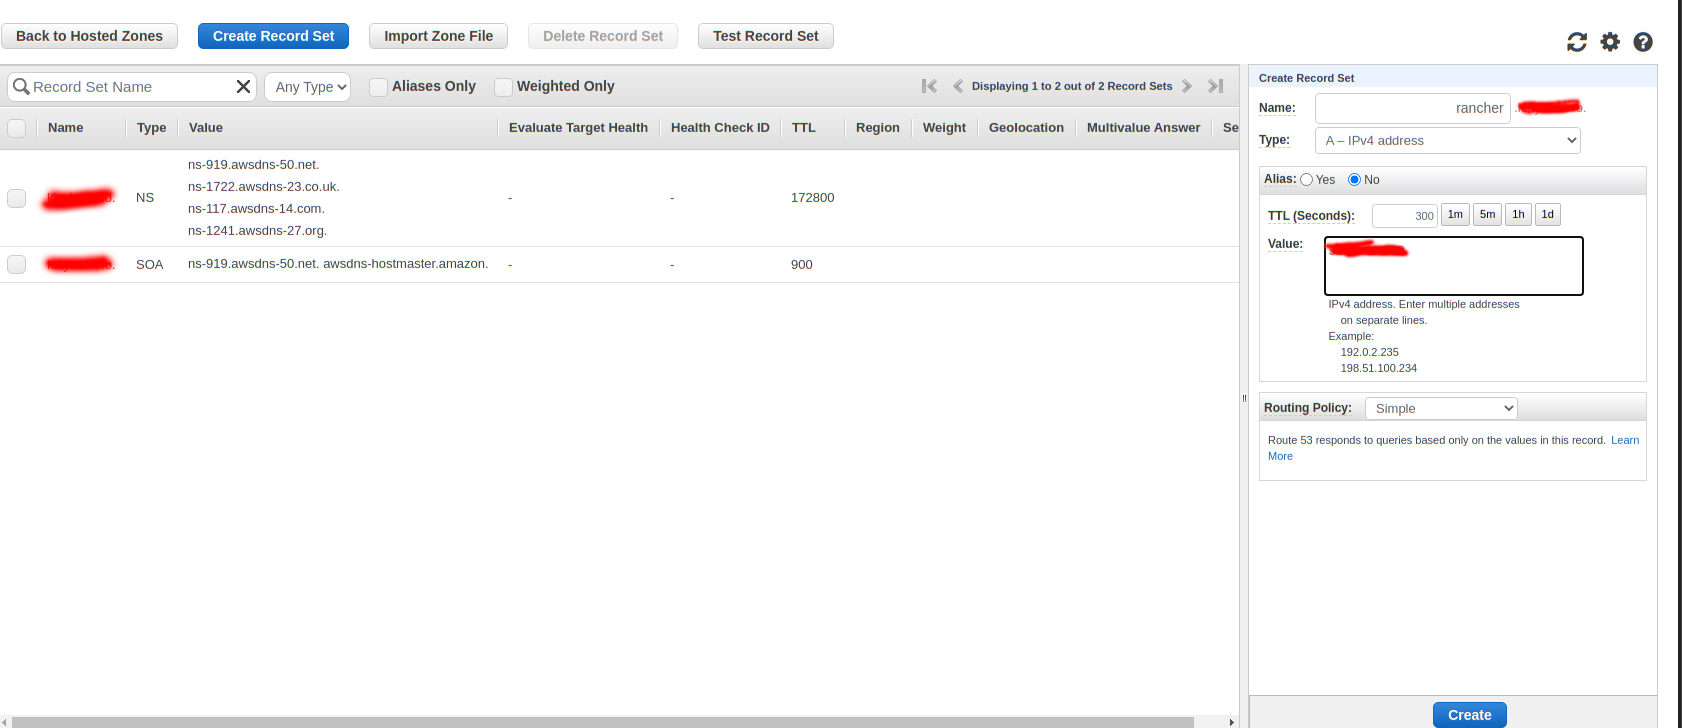 Back to Hosted Zones Create Record Set Import Zone File Delete Record Set Test Record Set
Record Set Name Any Type Aliases Only Weighted Only Displaying 1 to 2 out of 2 Record Sets
Name Type Value Evaluate Target Health Health Check ID TTL Region Weight Geolocation Multivalue Answer Se
ns-919.awsdns-50.net.
ns-1722.awsdns-23.co.uk.
NS - - 172800
ns-117.awsdns-14.com.
ns-1241.awsdns-27.org.
SOA ns-919.awsdns-50.net. awsdns-hostmaster.amazon. - - 900
Create Record Set
Name: rancher
Type: A – IPv4 address
Alias: Yes No
TTL (Seconds): 300 1m 5m 1h 1d
Value:
IPv4 address. Enter multiple addresses
on separate lines.
Example:
192.0.2.235
198.51.100.234
Routing Policy: Simple
Route 53 responds to queries based only on the values in this record. Learn
More
Create